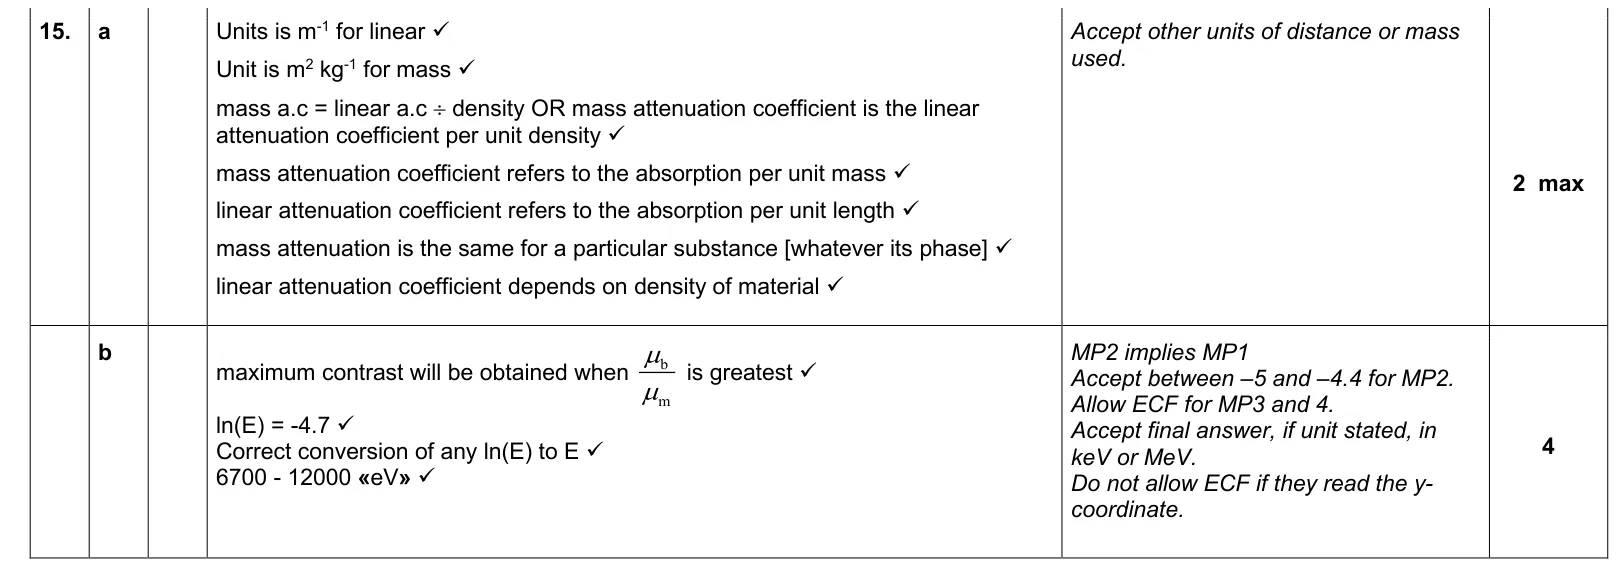 15. a
Units is m⁻¹ for linear ✓
Unit is m² kg⁻¹ for mass ✓
mass a.c = linear a.c ÷ density OR mass attenuation coefficient is the linear
attenuation coefficient per unit density ✓
mass attenuation coefficient refers to the absorption per unit mass ✓
linear attenuation coefficient refers to the absorption per unit length ✓
mass attenuation is the same for a particular substance [whatever its phase] ✓
linear attenuation coefficient depends on density of material ✓
Accept other units of distance or mass
used.
2 max
b
maximum contrast will be obtained when μb/μm is greatest ✓
ln(E) = -4.7 ✓
Correct conversion of any ln(E) to E ✓
6700 - 12000 «eV» ✓
MP2 implies MP1
Accept between –5 and –4.4 for MP2.
Allow ECF for MP3 and 4.
Accept final answer, if unit stated, in
keV or MeV.
Do not allow ECF if they read the y-
coordinate.
4